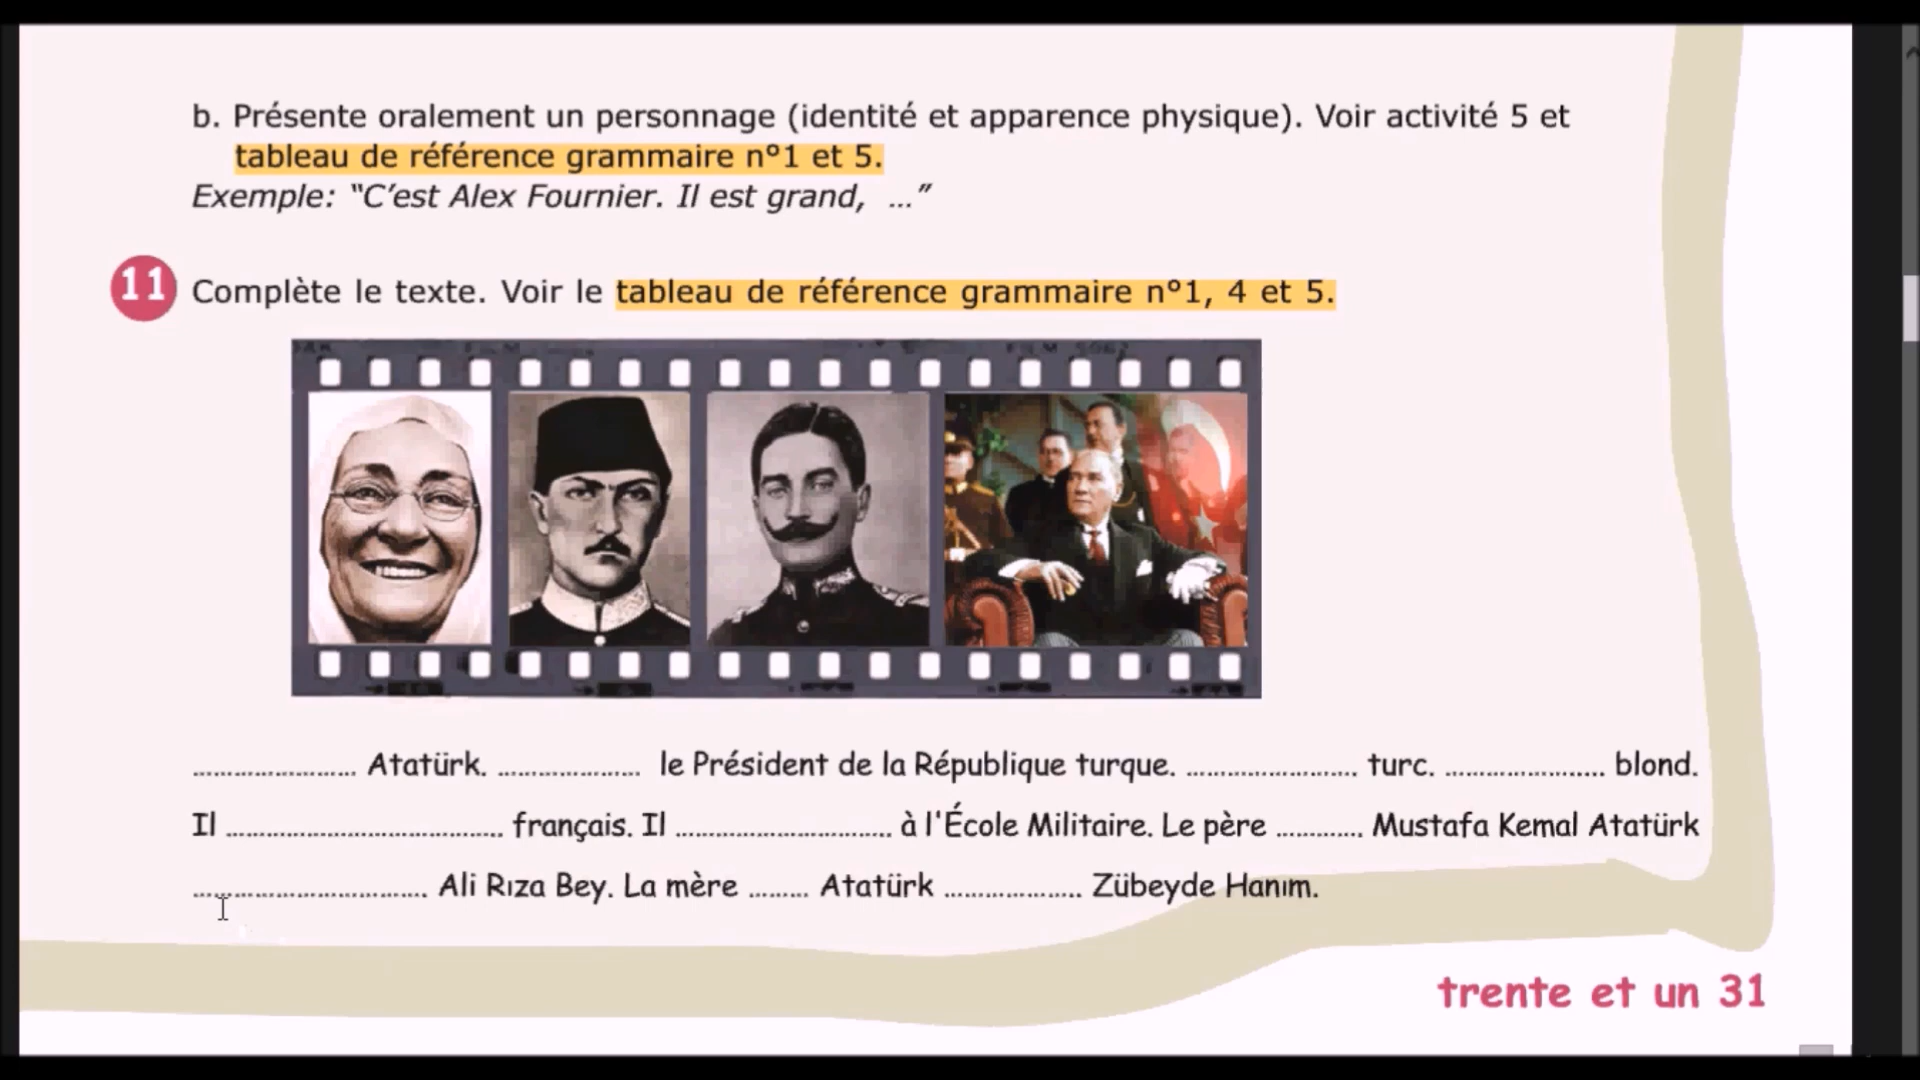 b. Présente oralement un personnage (identité et apparence physique). Voir activité 5 et
tableau de référence grammaire n°1 et 5.
Exemple: “C’est Alex Fournier. Il est grand, ...”
11 Complète le texte. Voir le tableau de référence grammaire n°1, 4 et 5.
........................ Atatürk. ..................... le Président de la République turque. ......................... turc. ....................... blond.
Il ........................................ français. Il ............................... à l'École Militaire. Le père ............ Mustafa Kemal Atatürk
.................................. Ali Rıza Bey. La mère ......... Atatürk .................... Zübeyde Hanım.
trente et un 31